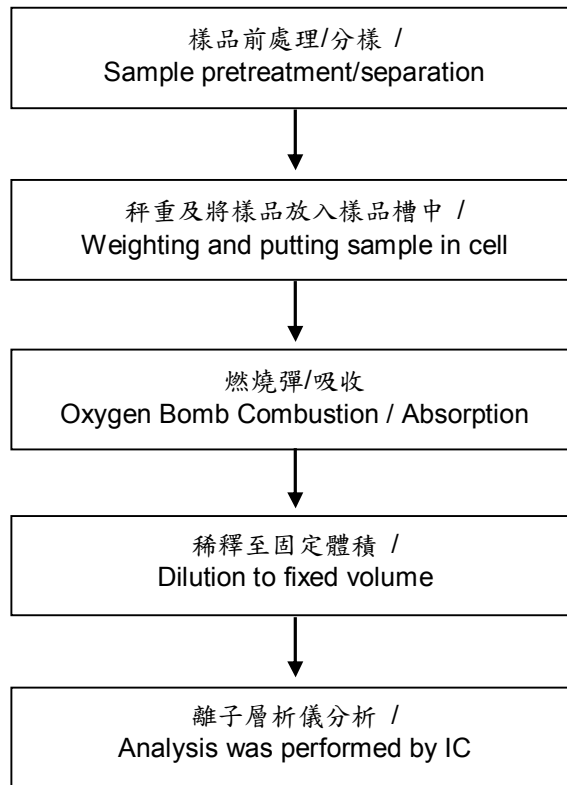 樣品前處理/分樣 /
Sample pretreatment/separation
秤重及將樣品放入樣品槽中 /
Weighting and putting sample in cell
燃燒彈/吸收
Oxygen Bomb Combustion / Absorption
稀釋至固定體積 /
Dilution to fixed volume
離子層析儀分析 /
Analysis was performed by IC